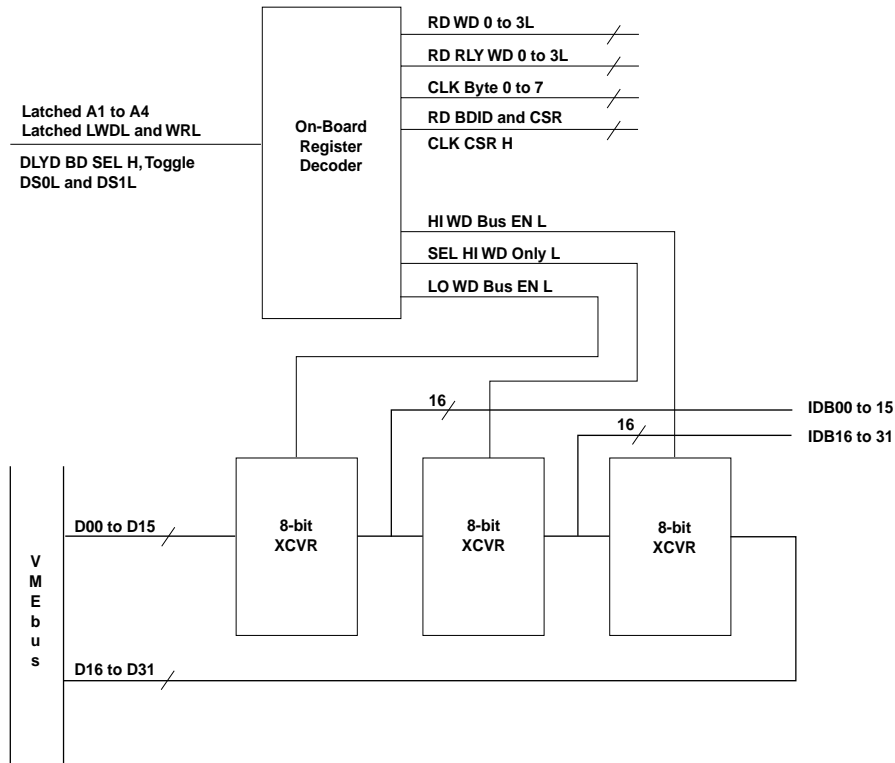 RD WD 0 to 3L
RD RLY WD 0 to 3L
CLK Byte 0 to 7
RD BDID and CSR
CLK CSR H
Latched A1 to A4
Latched LWDL and WRL
DLYD BD SEL H, Toggle
DS0L and DS1L
On-Board
Register
Decoder
HI WD Bus EN L
SEL HI WD Only L
LO WD Bus EN L
16
IDB00 to 15
16
IDB16 to 31
VMEbus
D00 to D15
8-bit
XCVR
8-bit
XCVR
8-bit
XCVR
D16 to D31